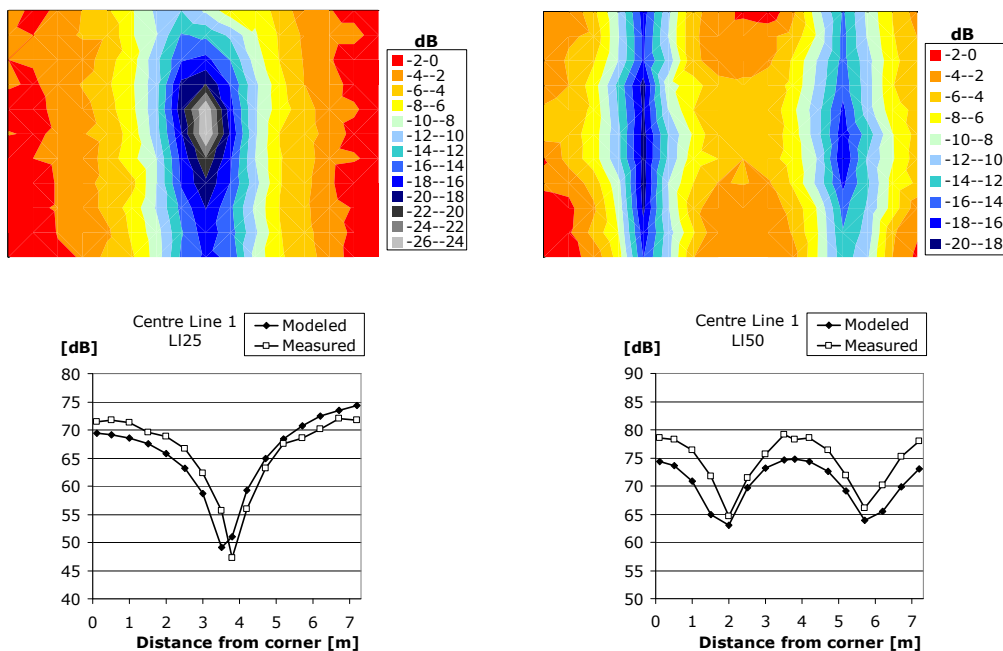 dB
-2-0
-4--2
-6--4
-8--6
-10--8
-12--10
-14--12
-16--14
-18--16
-20--18
-22--20
-24--22
-26--24
dB
-2-0
-4--2
-6--4
-8--6
-10--8
-12--10
-14--12
-16--14
-18--16
-20--18
Centre Line 1
LI25
Modeled
Measured
[dB]
80
75
70
65
60
55
50
45
40
0 1 2 3 4 5 6 7
Distance from corner [m]
Centre Line 1
LI50
Modeled
Measured
[dB]
90
85
80
75
70
65
60
55
50
0 1 2 3 4 5 6 7
Distance from corner [m]